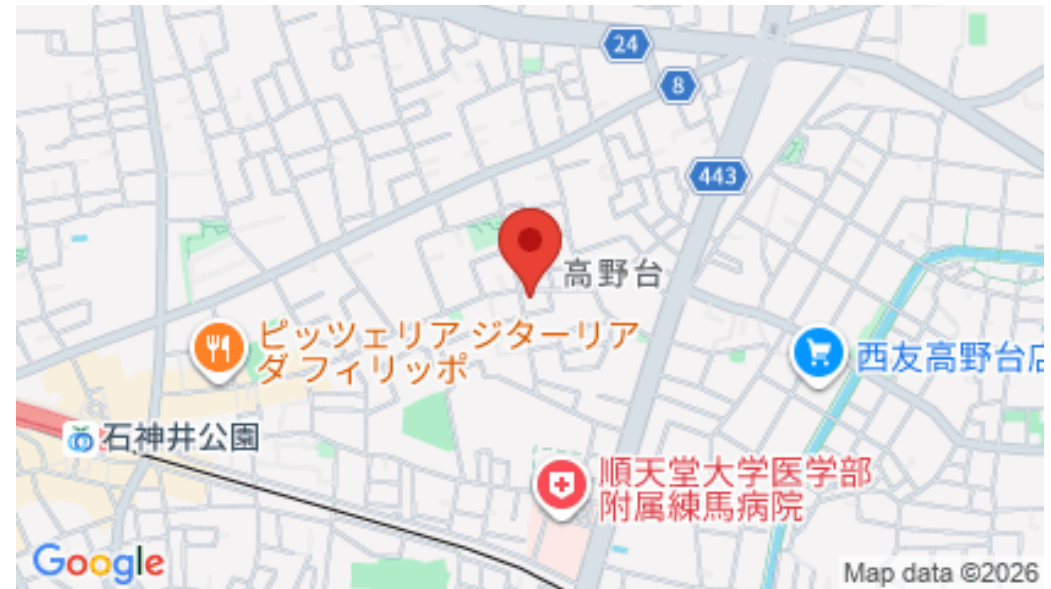 24
8
443
高野台
ピッツェリア ジターリア
ダ フィリッポ
西友高野台店
石神井公園
順天堂大学医学部
附属練馬病院
Google
Map data ©2026